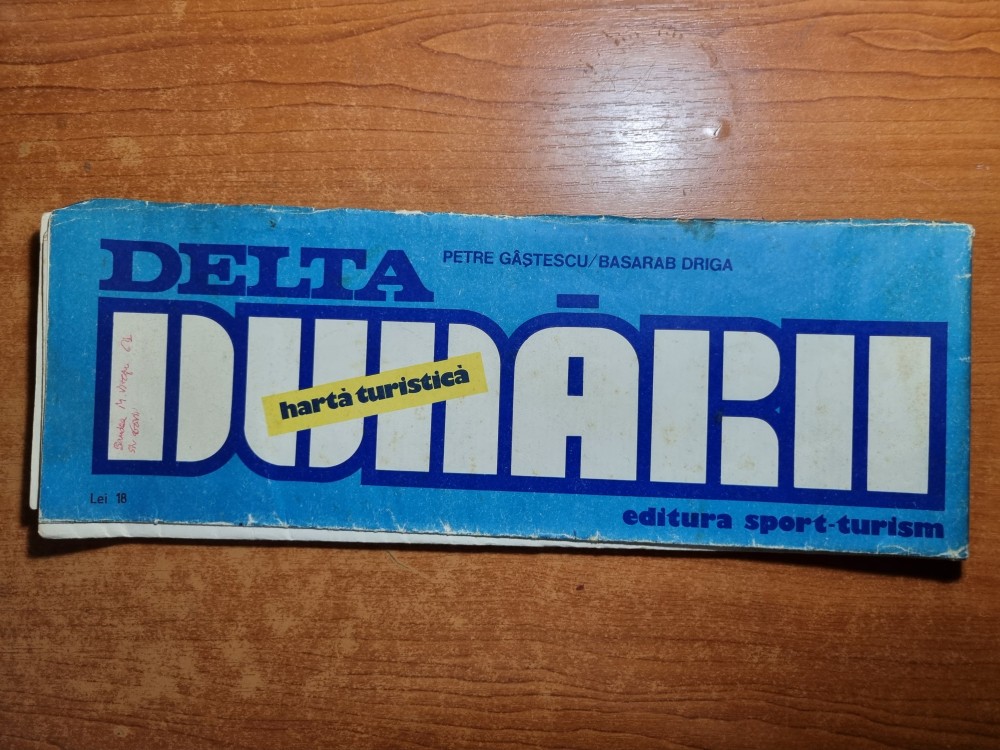 DELTA
PETRE GÂȘTESCU/BASARAB DRIGA
DUNĂRII
hartă turistică
Lei 18
editura sport-turism